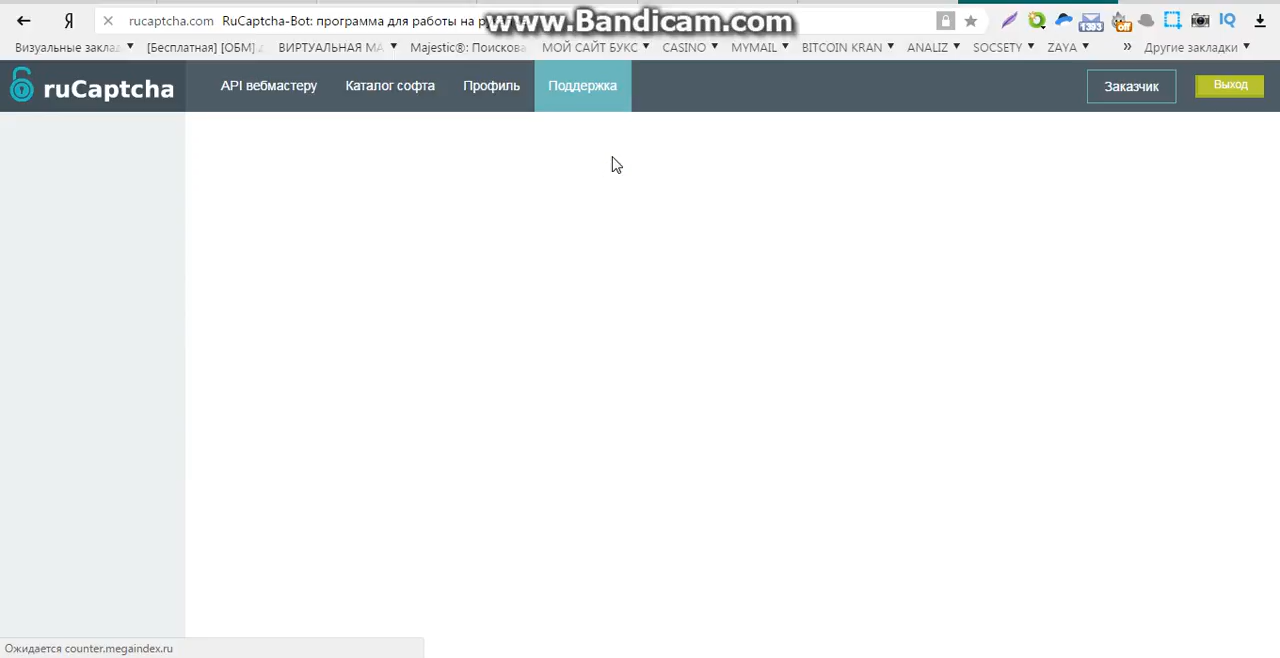 www.Bandicam.com
Я rucaptcha.com RuCaptcha-Bot: программа для работы на
Визуальные заклад [Бесплатная] [ОБМ] ВИРТУАЛЬНАЯ МА Majestic®: Поискова МОЙ САЙТ БУКС CASINO MYMAIL BITCOIN KRAN ANALIZ SOCSETY ZAYA » Другие закладки
ruCaptcha API вебмастеру Каталог софта Профиль Поддержка Заказчик Выход
Ожидается counter.megaindex.ru